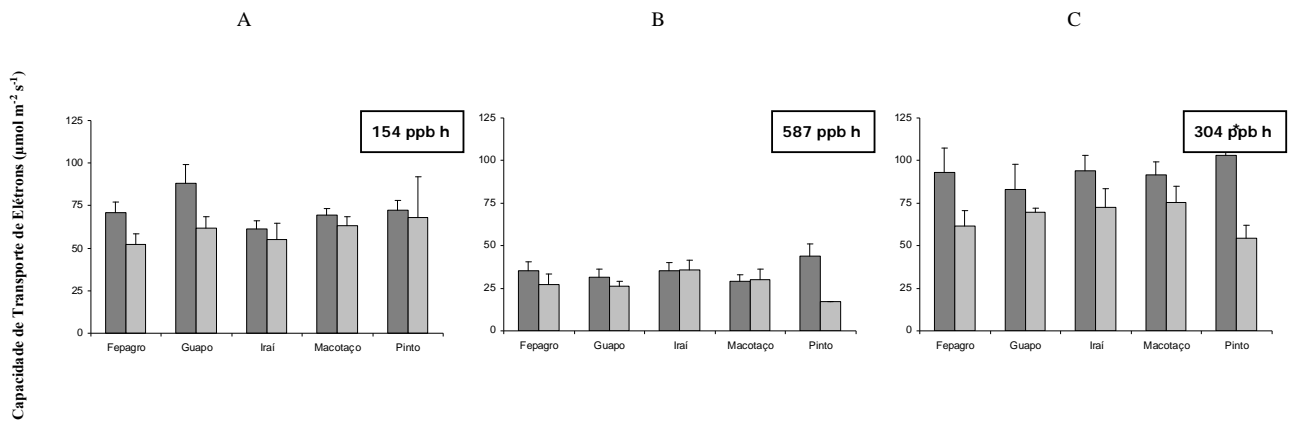 A
B
C
Capacidade de Transporte de Elétrons (µmol m⁻² s⁻¹)
154 ppb h
125
100
75
50
25
0
Fepagro Guapo Iraí Macotaço Pinto
587 ppb h
125
100
75
50
25
0
Fepagro Guapo Iraí Macotaço Pinto
304 ppb h
*
125
100
75
50
25
0
Fepagro Guapo Iraí Macotaço Pinto